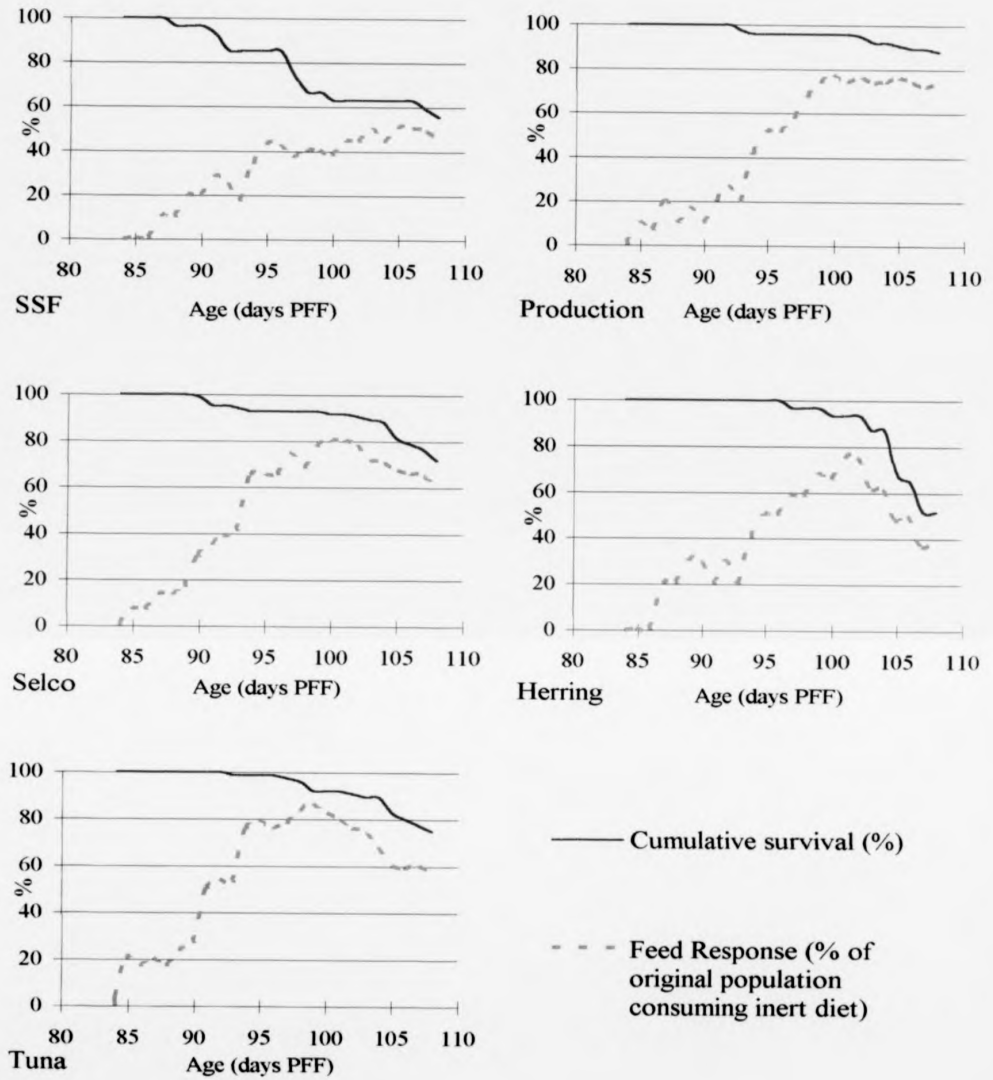 100
80
60
%
40
20
0
80 85 90 95 100 105 110
SSF Age (days PFF)
100
80
60
%
40
20
0
80 85 90 95 100 105 110
Production Age (days PFF)
100
80
60
%
40
20
0
80 85 90 95 100 105 110
Selco Age (days PFF)
100
80
60
%
40
20
0
80 85 90 95 100 105 110
Herring Age (days PFF)
100
80
60
%
40
20
0
80 85 90 95 100 105 110
Tuna Age (days PFF)
Cumulative survival (%)
Feed Response (% of
original population
consuming inert diet)